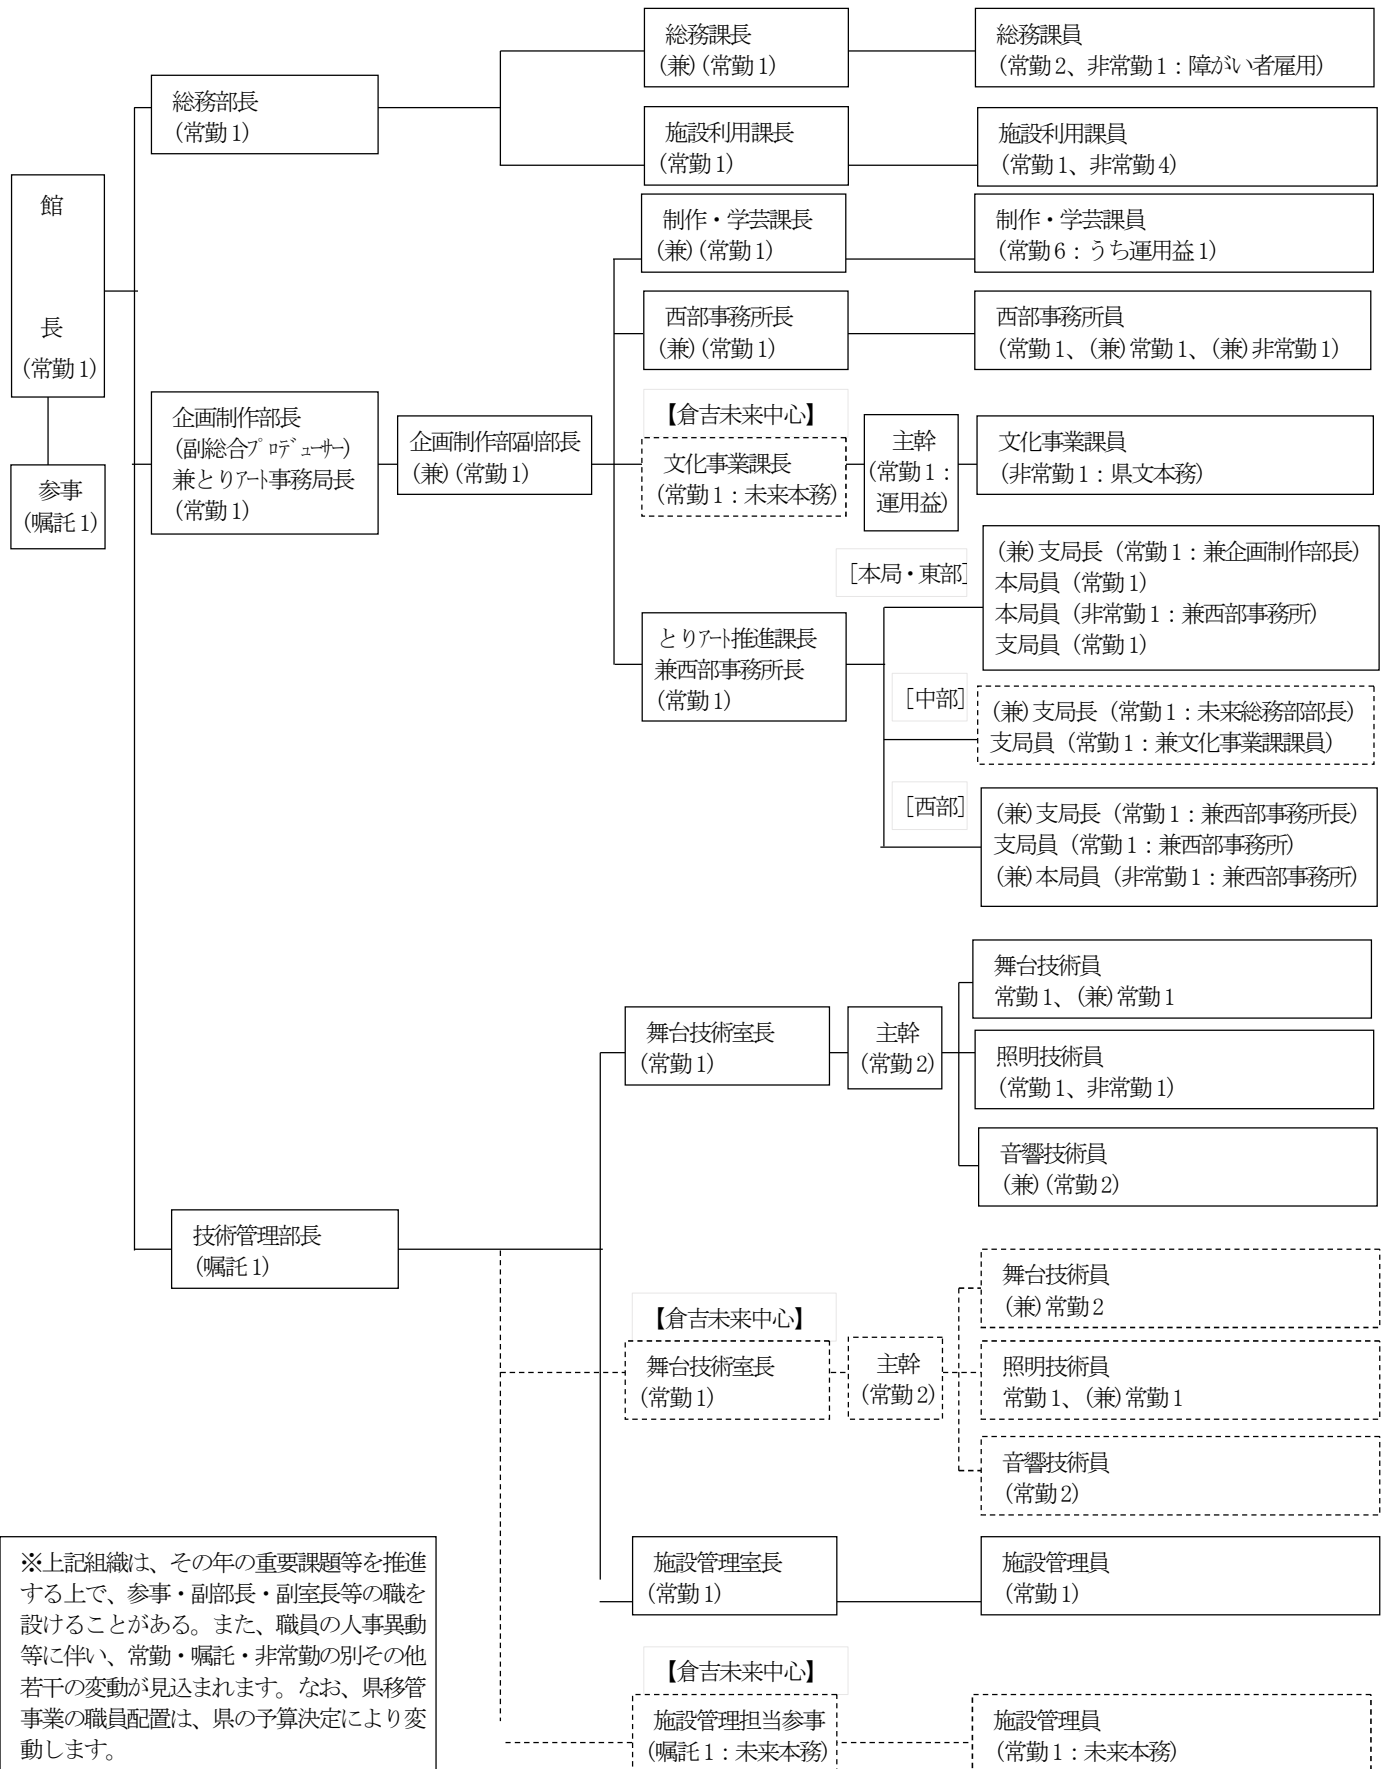 館
長
(常勤1)
参事
(嘱託1)
総務部長
(常勤1)
総務課長
(兼)(常勤1)
総務課員
(常勤2、非常勤1：障がい者雇用)
施設利用課長
(常勤1)
施設利用課員
(常勤1、非常勤4)
企画制作部長
(副総合ﾌﾟﾛﾃﾞｭｰｻｰ)
兼とりｱｰﾄ事務局長
(常勤1)
企画制作部副部長
(兼)(常勤1)
制作・学芸課長
(兼)(常勤1)
制作・学芸課員
(常勤6：うち運用益1)
西部事務所長
(兼)(常勤1)
西部事務所員
(常勤1、(兼)常勤1、(兼)非常勤1)
【倉吉未来中心】
文化事業課長
(常勤1：未来本務)
主幹
(常勤1：
運用益)
文化事業課員
(非常勤1：県文本務)
とりｱｰﾄ推進課長
兼西部事務所長
(常勤1)
［本局・東部］
(兼)支局長（常勤1：兼企画制作部長）
本局員（常勤1）
本局員（非常勤1：兼西部事務所）
支局員（常勤1）
［中部］
(兼)支局長（常勤1：未来総務部部長）
支局員（常勤1：兼文化事業課課員）
［西部］
(兼)支局長（常勤1：兼西部事務所長）
支局員（常勤1：兼西部事務所）
(兼)本局員（非常勤1：兼西部事務所）
技術管理部長
(嘱託1)
舞台技術室長
(常勤1)
主幹
(常勤2)
舞台技術員
常勤1、(兼)常勤1
照明技術員
(常勤1、非常勤1)
音響技術員
(兼)(常勤2)
【倉吉未来中心】
舞台技術室長
(常勤1)
主幹
(常勤2)
舞台技術員
(兼)常勤2
照明技術員
常勤1、(兼)常勤1
音響技術員
(常勤2)
施設管理室長
(常勤1)
施設管理員
(常勤1)
【倉吉未来中心】
施設管理担当参事
(嘱託1：未来本務)
施設管理員
(常勤1：未来本務)
※上記組織は、その年の重要課題等を推進
する上で、参事・副部長・副室長等の職を
設けることがある。また、職員の人事異動
等に伴い、常勤・嘱託・非常勤の別その他
若干の変動が見込まれます。なお、県移管
事業の職員配置は、県の予算決定により変
動します。